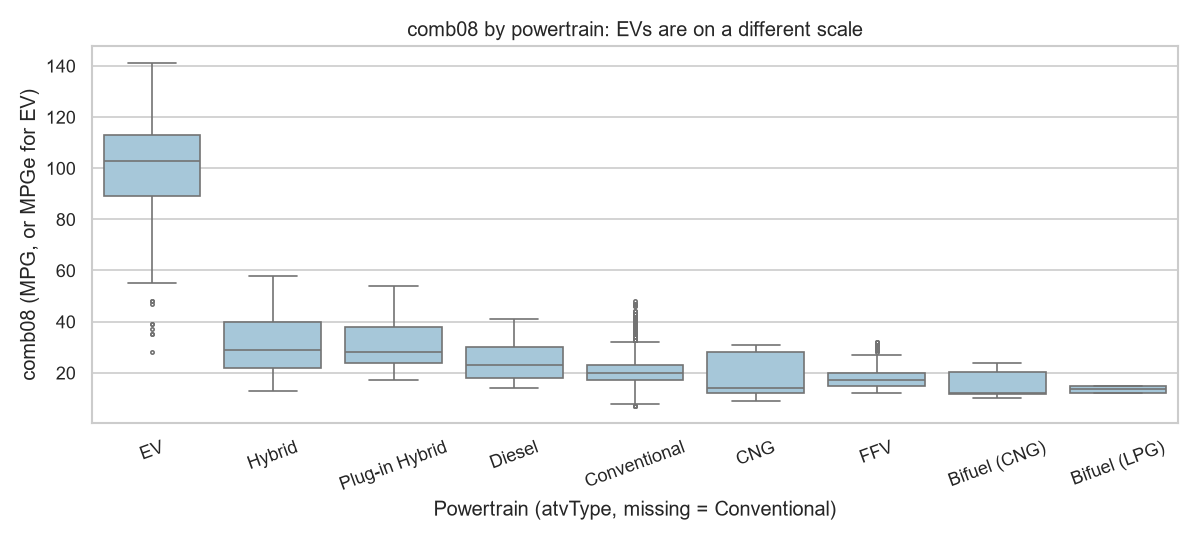 comb08 by powertrain: EVs are on a different scale
comb08 (MPG, or MPGe for EV)
140
120
100
80
60
40
20
EV
Hybrid
Plug-in Hybrid
Diesel
Conventional
CNG
FFV
Bifuel (CNG)
Bifuel (LPG)
Powertrain (atvType, missing = Conventional)